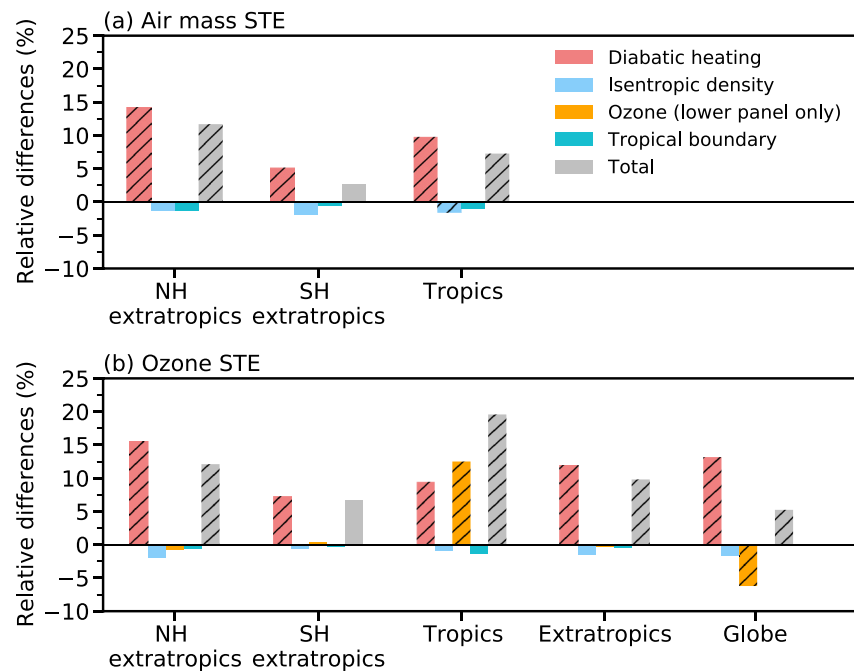 (a) Air mass STE
Relative differences (%)
25
20
15
10
5
0
−5
−10
Diabatic heating
Isentropic density
Ozone (lower panel only)
Tropical boundary
Total
NH
extratropics
SH
extratropics
Tropics
(b) Ozone STE
Relative differences (%)
25
20
15
10
5
0
−5
−10
NH
extratropics
SH
extratropics
Tropics
Extratropics
Globe